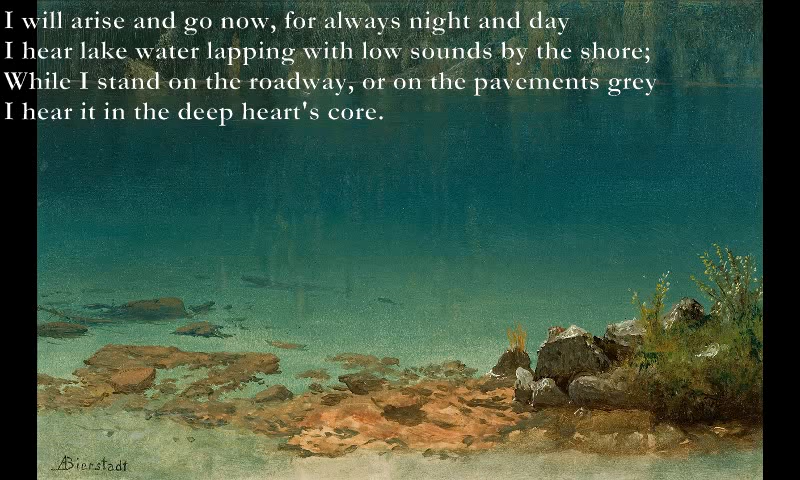 I will arise and go now, for always night and day
I hear lake water lapping with low sounds by the shore;
While I stand on the roadway, or on the pavements grey
I hear it in the deep heart's core.
ABierstadt